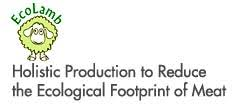 EcoLamb
Holistic Production to Reduce
the Ecological Footprint of Meat